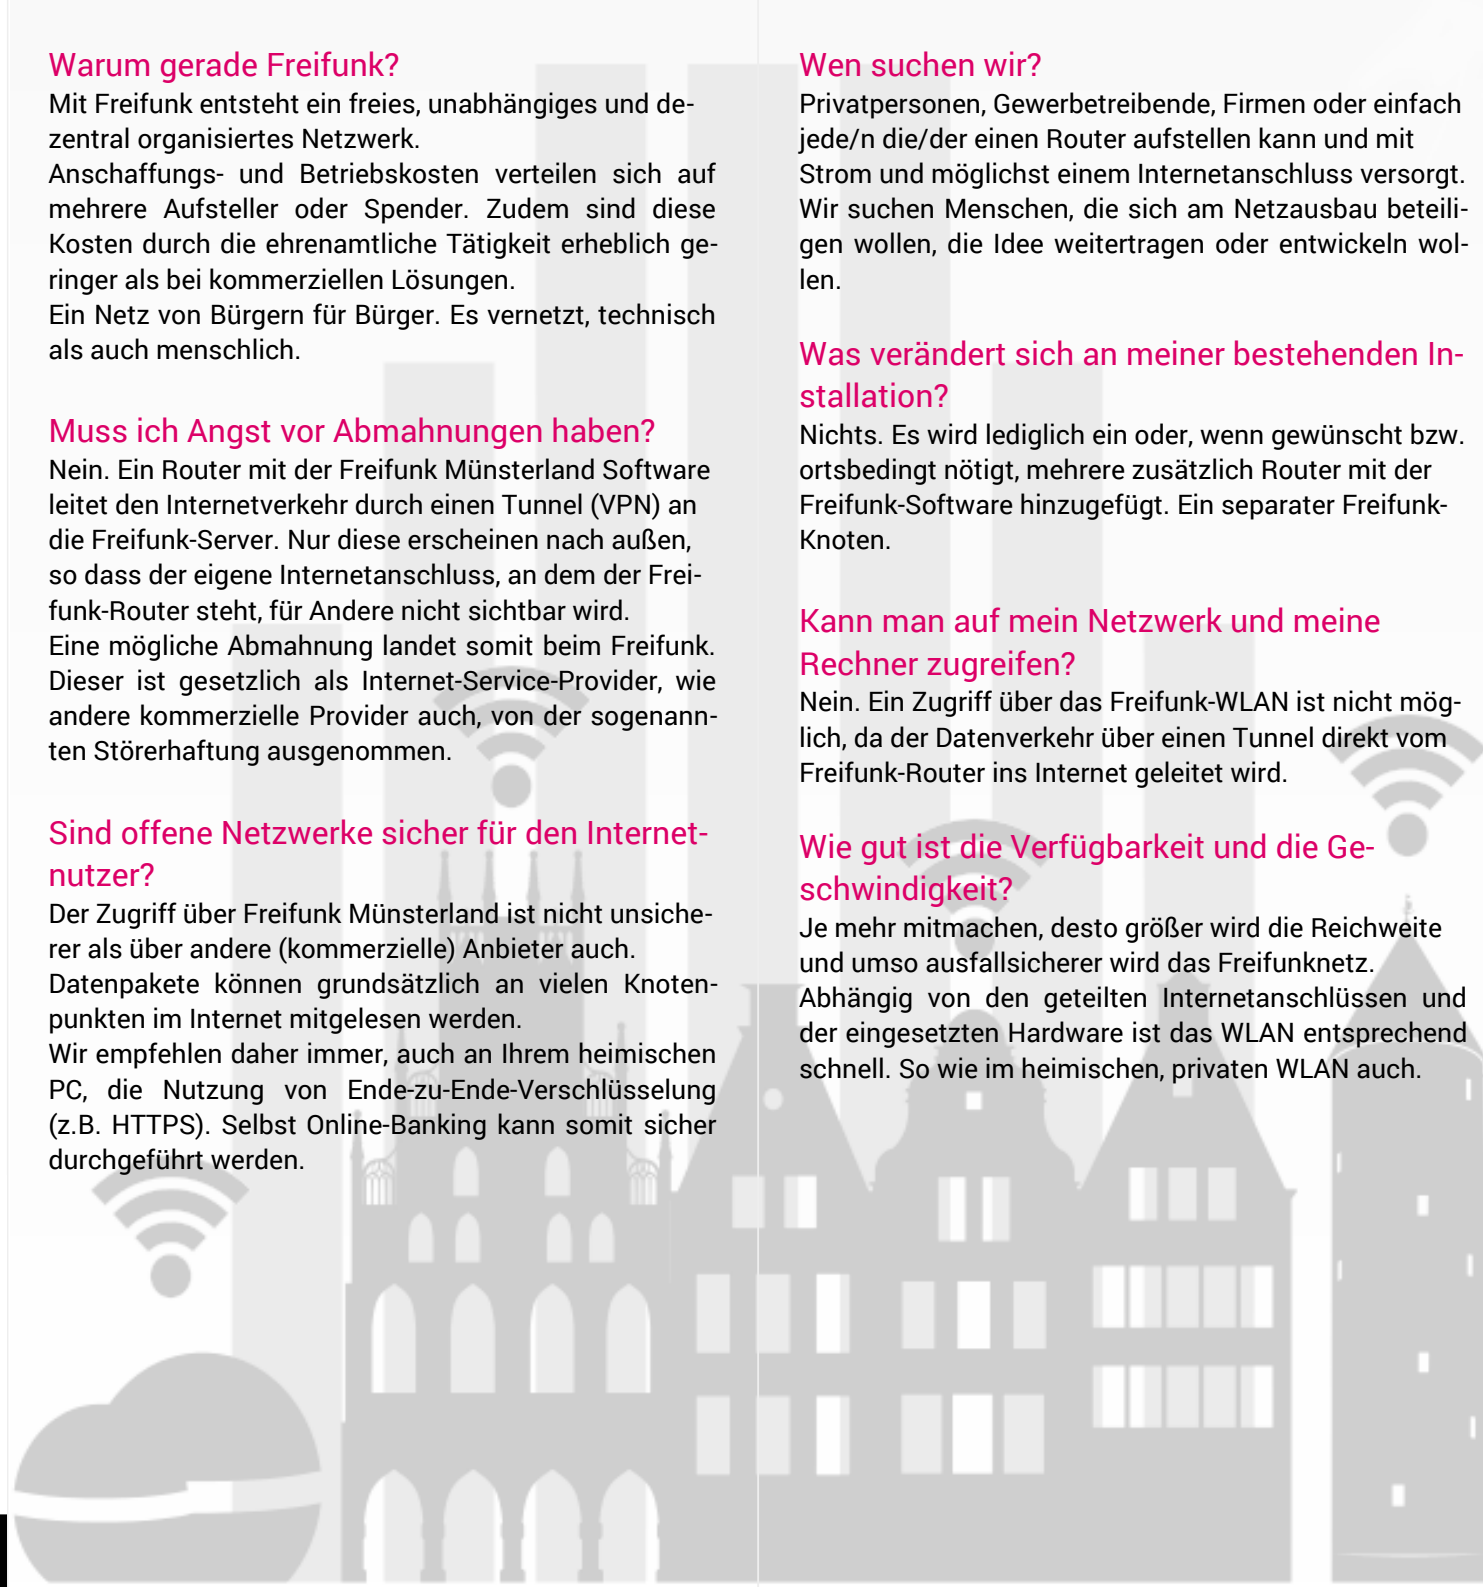 Warum gerade Freifunk?
Mit Freifunk entsteht ein freies, unabhängiges und de-
zentral organisiertes Netzwerk.
Anschaffungs- und Betriebskosten verteilen sich auf
mehrere Aufsteller oder Spender. Zudem sind diese
Kosten durch die ehrenamtliche Tätigkeit erheblich ge-
ringer als bei kommerziellen Lösungen.
Ein Netz von Bürgern für Bürger. Es vernetzt, technisch
als auch menschlich.
Muss ich Angst vor Abmahnungen haben?
Nein. Ein Router mit der Freifunk Münsterland Software
leitet den Internetverkehr durch einen Tunnel (VPN) an
die Freifunk-Server. Nur diese erscheinen nach außen,
so dass der eigene Internetanschluss, an dem der Frei-
funk-Router steht, für Andere nicht sichtbar wird.
Eine mögliche Abmahnung landet somit beim Freifunk.
Dieser ist gesetzlich als Internet-Service-Provider, wie
andere kommerzielle Provider auch, von der sogenann-
ten Störerhaftung ausgenommen.
Sind offene Netzwerke sicher für den Internet-
nutzer?
Der Zugriff über Freifunk Münsterland ist nicht unsiche-
rer als über andere (kommerzielle) Anbieter auch.
Datenpakete können grundsätzlich an vielen Knoten-
punkten im Internet mitgelesen werden.
Wir empfehlen daher immer, auch an Ihrem heimischen
PC, die Nutzung von Ende-zu-Ende-Verschlüsselung
(z.B. HTTPS). Selbst Online-Banking kann somit sicher
durchgeführt werden.
Wen suchen wir?
Privatpersonen, Gewerbetreibende, Firmen oder einfach
jede/n die/der einen Router aufstellen kann und mit
Strom und möglichst einem Internetanschluss versorgt.
Wir suchen Menschen, die sich am Netzausbau beteili-
gen wollen, die Idee weitertragen oder entwickeln wol-
len.
Was verändert sich an meiner bestehenden In-
stallation?
Nichts. Es wird lediglich ein oder, wenn gewünscht bzw.
ortsbedingt nötigt, mehrere zusätzlich Router mit der
Freifunk-Software hinzugefügt. Ein separater Freifunk-
Knoten.
Kann man auf mein Netzwerk und meine
Rechner zugreifen?
Nein. Ein Zugriff über das Freifunk-WLAN ist nicht mög-
lich, da der Datenverkehr über einen Tunnel direkt vom
Freifunk-Router ins Internet geleitet wird.
Wie gut ist die Verfügbarkeit und die Ge-
schwindigkeit?
Je mehr mitmachen, desto größer wird die Reichweite
und umso ausfallsicherer wird das Freifunknetz.
Abhängig von den geteilten Internetanschlüssen und
der eingesetzten Hardware ist das WLAN entsprechend
schnell. So wie im heimischen, privaten WLAN auch.